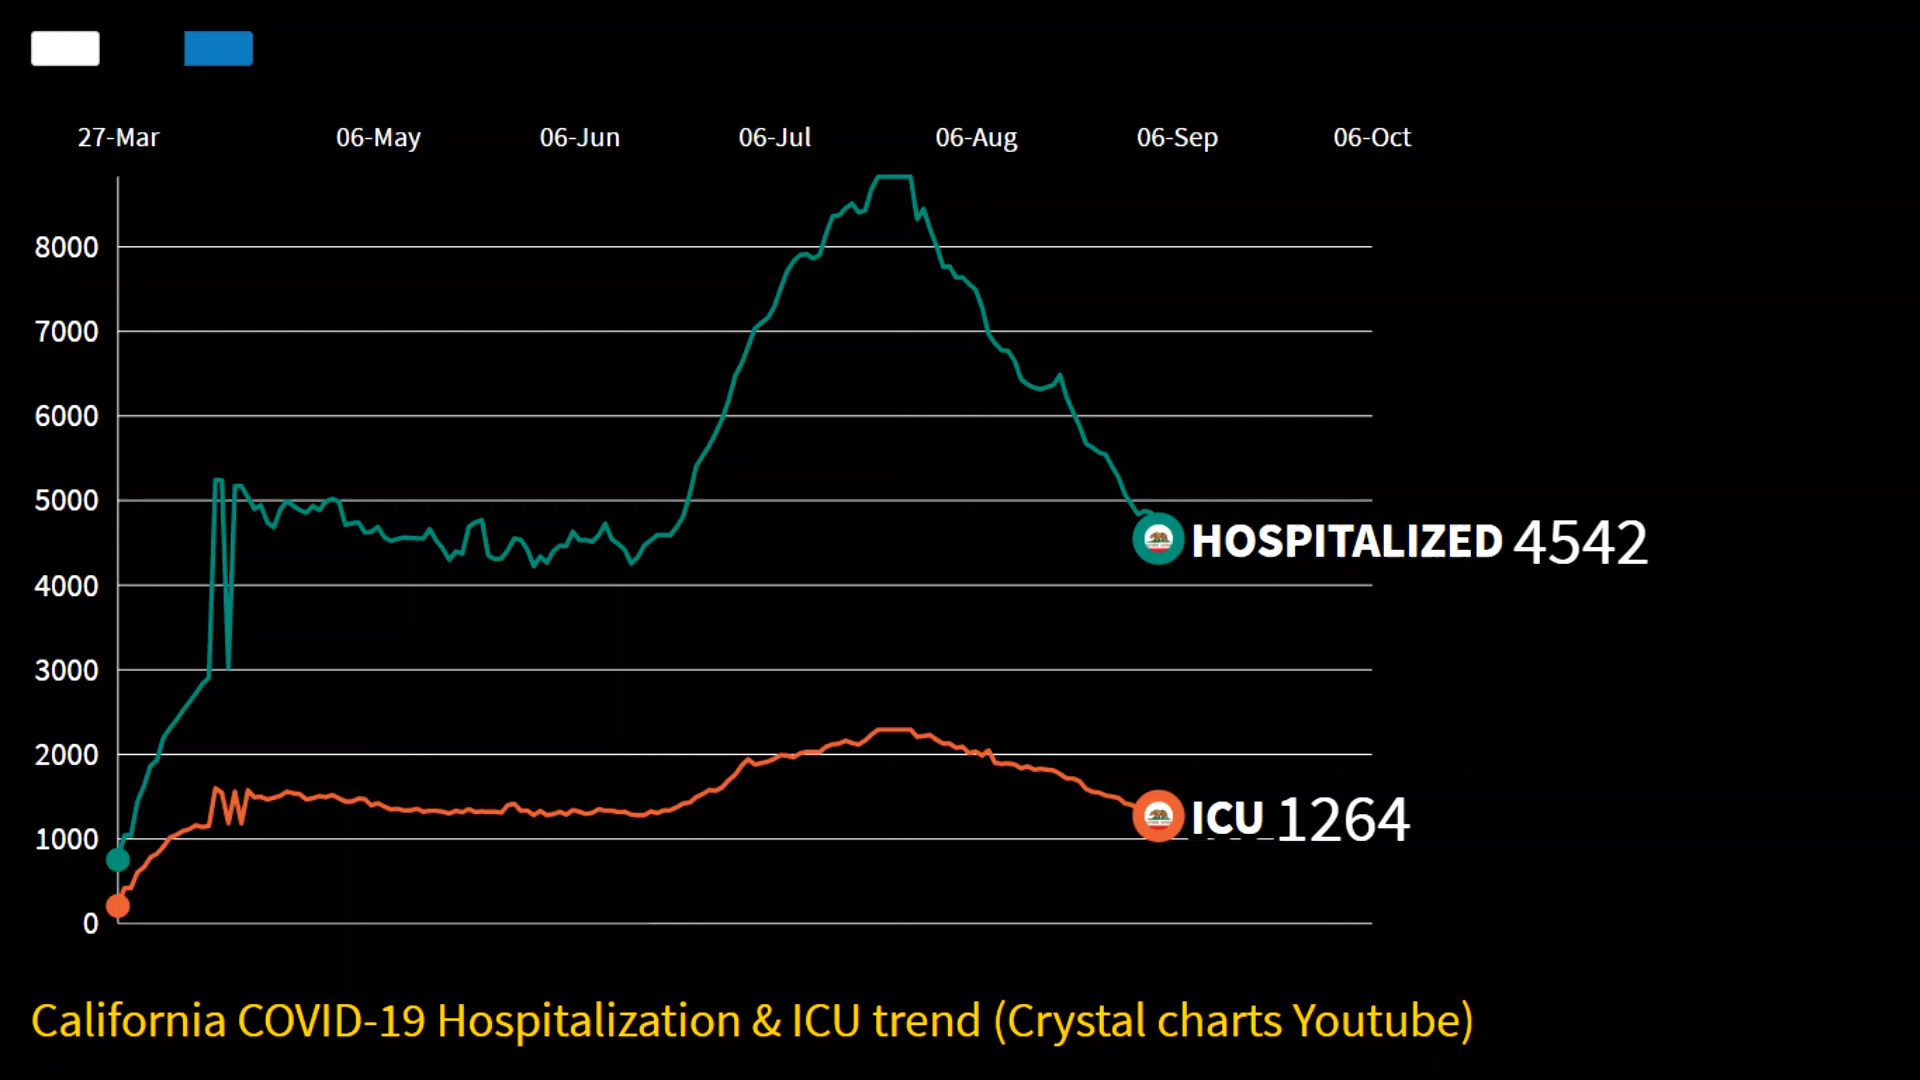 27-Mar 06-May 06-Jun 06-Jul 06-Aug 06-Sep 06-Oct
8000
7000
6000
5000
HOSPITALIZED 4542
4000
3000
2000
ICU 1264
1000
0
California COVID-19 Hospitalization & ICU trend (Crystal charts Youtube)